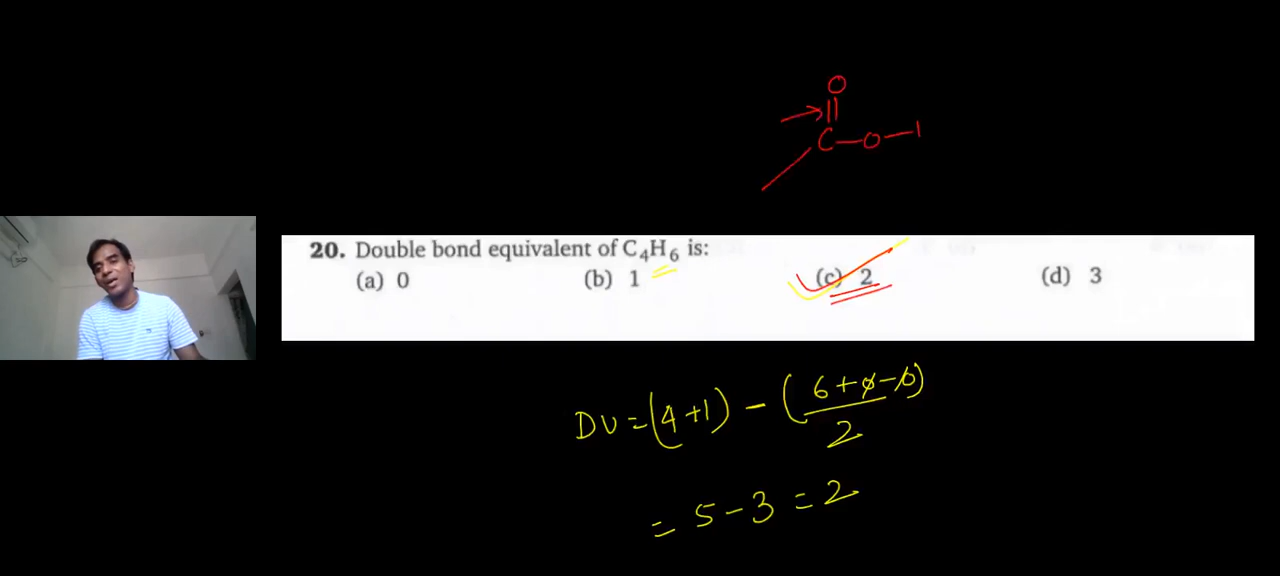 O
||
C—O—
20. Double bond equivalent of C₄H₆ is:
(a) 0 (b) 1 (c) 2 (d) 3
DU = (4+1) - (6+0-0)/2
= 5-3 = 2